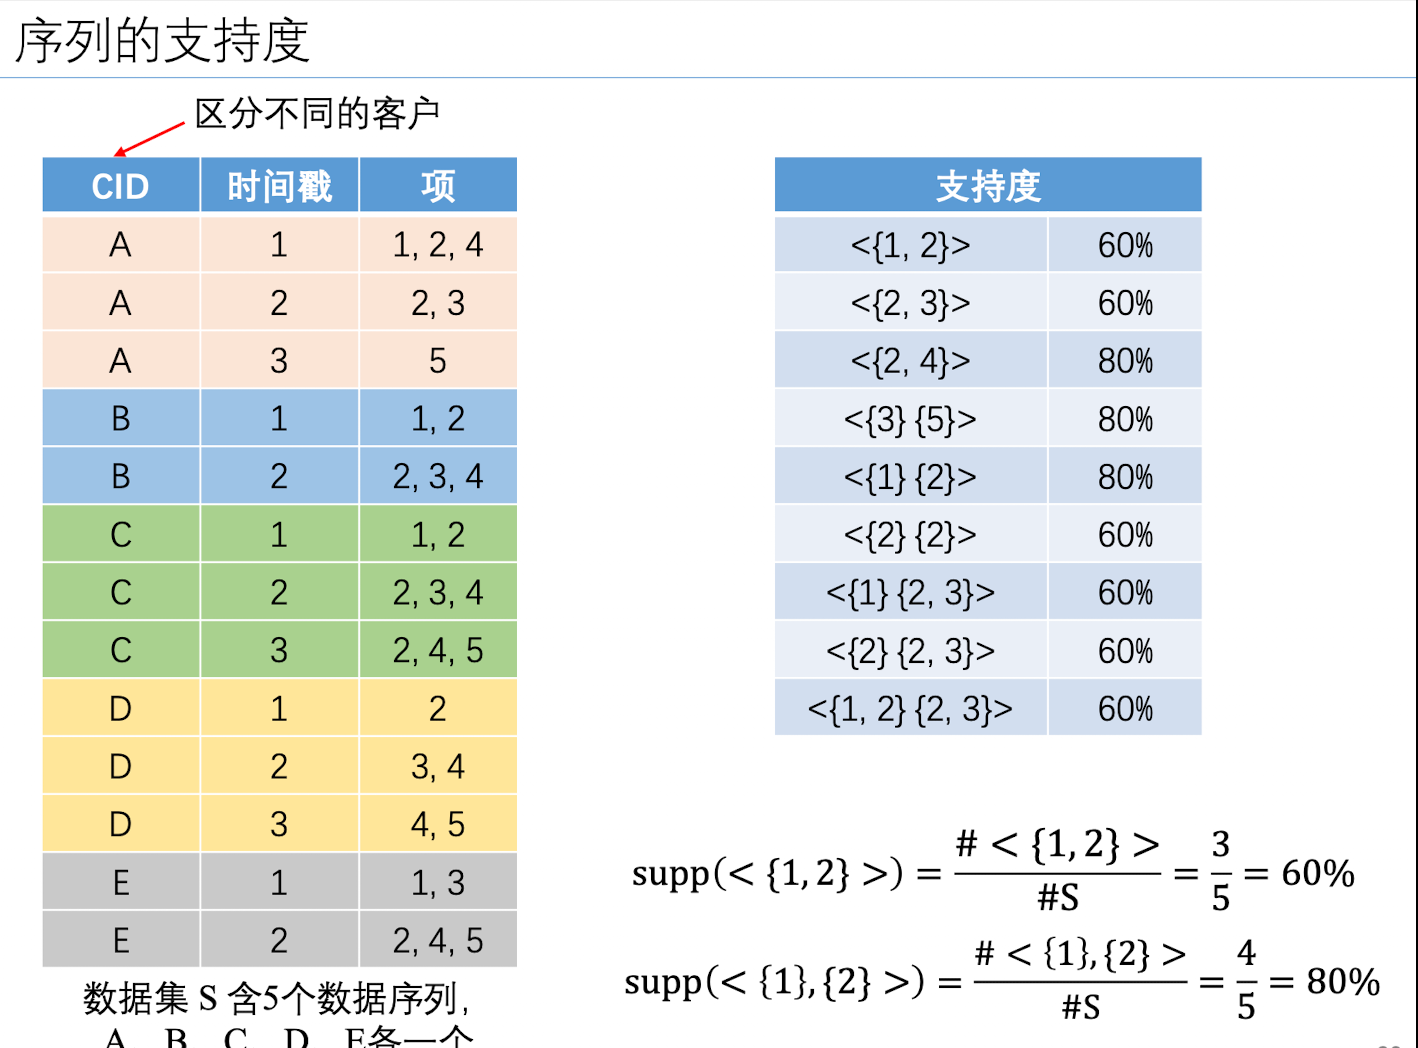 序列的支持度
区分不同的客户
CID 时间戳 项
A 1 1, 2, 4
A 2 2, 3
A 3 5
B 1 1, 2
B 2 2, 3, 4
C 1 1, 2
C 2 2, 3, 4
C 3 2, 4, 5
D 1 2
D 2 3, 4
D 3 4, 5
E 1 1, 3
E 2 2, 4, 5
数据集 S 含5个数据序列,
A、B、C、D、E各一个
支持度
<{1, 2}> 60%
<{2, 3}> 60%
<{2, 4}> 80%
<{3} {5}> 80%
<{1} {2}> 80%
<{2} {2}> 60%
<{1} {2, 3}> 60%
<{2} {2, 3}> 60%
<{1, 2} {2, 3}> 60%
supp(< {1, 2} >) = # < {1, 2} > / #S = 3/5 = 60%
supp(< {1}, {2} >) = # < {1}, {2} > / #S = 4/5 = 80%